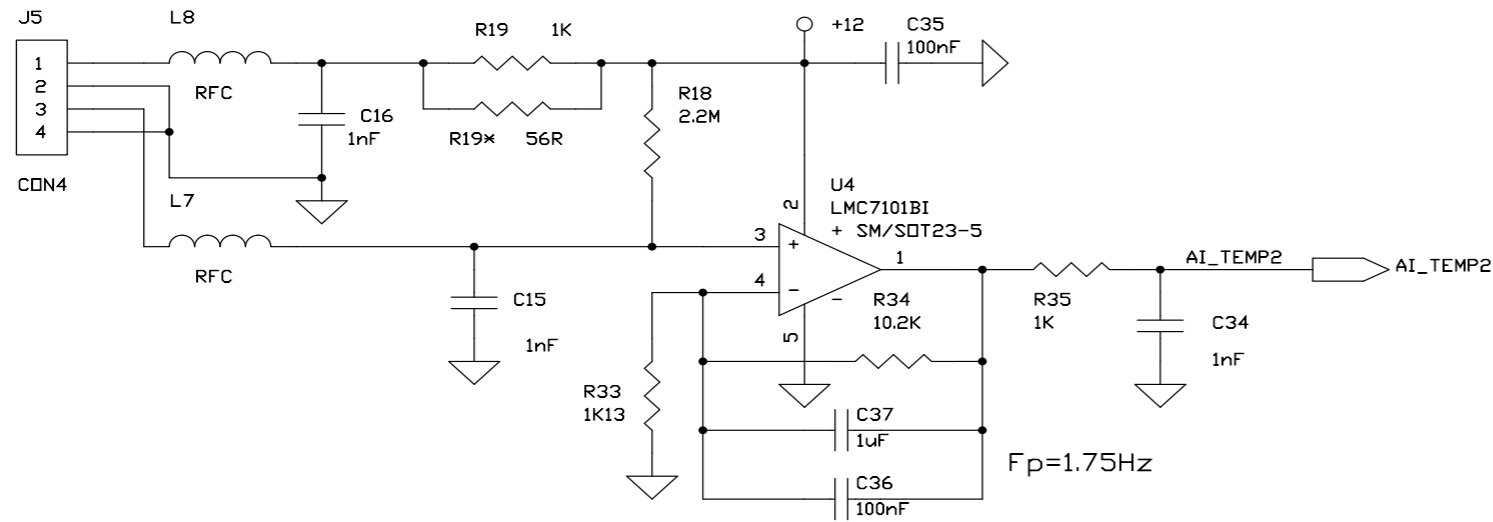 J5
L8
R19 1K
+12
C35
100nF
1
2
3
4
RFC
C16
1nF
R19* 56R
R18
2.2M
CON4
L7
RFC
U4
LMC7101BI
+ SM/SOT23-5
2
3
+
4
-
5
-
1
AI_TEMP2
AI_TEMP2
C15
1nF
R34
10.2K
R35
1K
C34
1nF
R33
1K13
C37
1uF
C36
100nF
Fp=1.75Hz